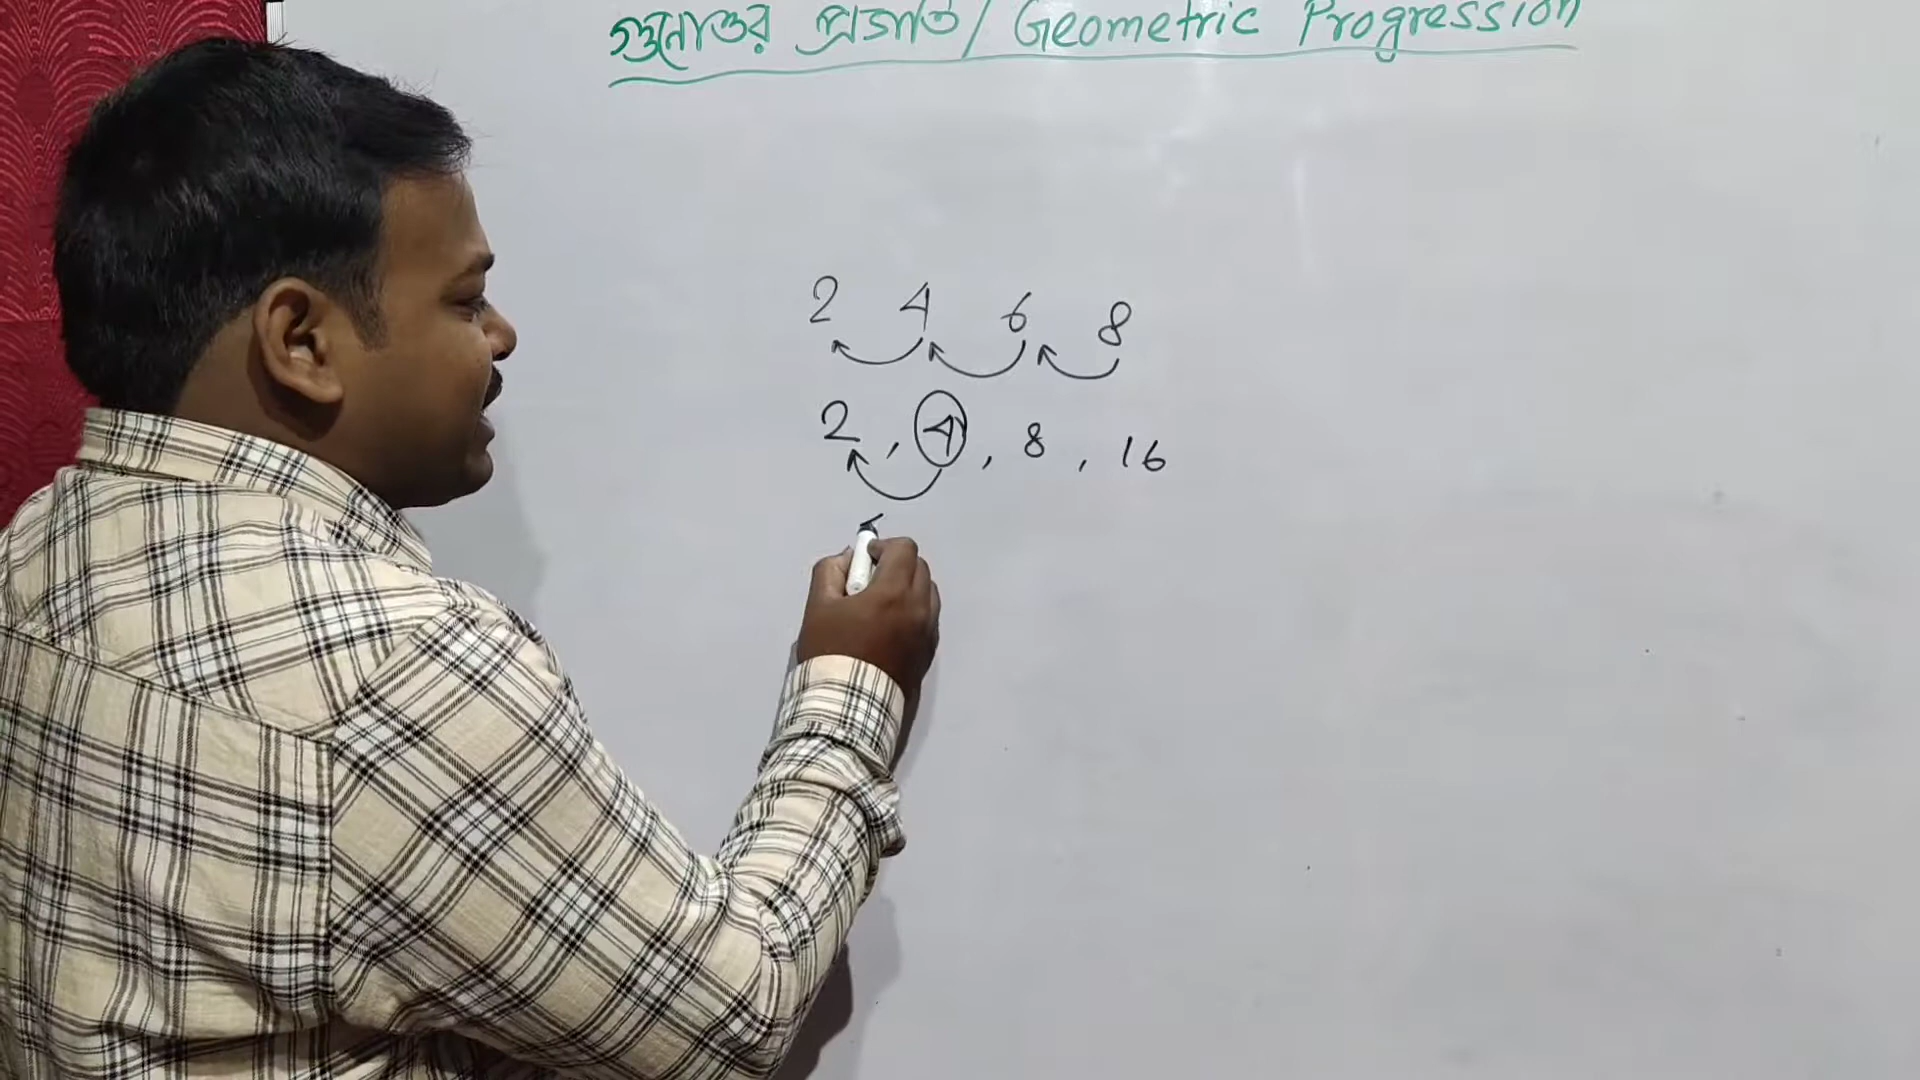 গুনোত্তর প্রগতি / Geometric Progression
2 4 6 8
2 , 4 , 8 , 16